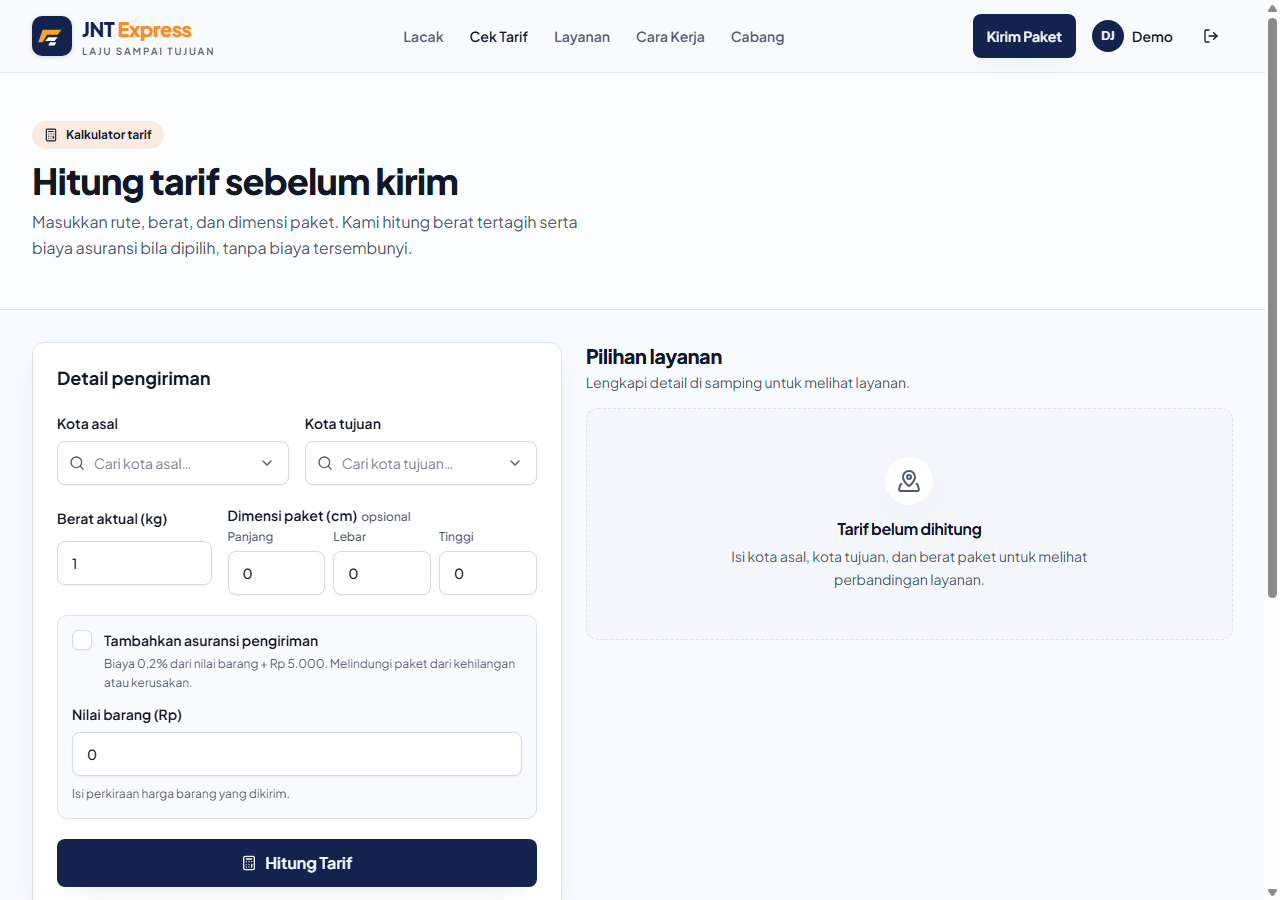 JNT Express
LAJU SAMPAI TUJUAN
Lacak
Cek Tarif
Layanan
Cara Kerja
Cabang
Kirim Paket
DJ
Demo
Kalkulator tarif
Hitung tarif sebelum kirim
Masukkan rute, berat, dan dimensi paket. Kami hitung berat tertagih serta
biaya asuransi bila dipilih, tanpa biaya tersembunyi.
Detail pengiriman
Kota asal
Kota tujuan
Cari kota asal...
Cari kota tujuan...
Berat aktual (kg)
Dimensi paket (cm) opsional
Panjang
Lebar
Tinggi
1
0
0
0
Tambahkan asuransi pengiriman
Biaya 0,2% dari nilai barang + Rp 5.000. Melindungi paket dari kehilangan
atau kerusakan.
Nilai barang (Rp)
0
Isi perkiraan harga barang yang dikirim.
Hitung Tarif
Pilihan layanan
Lengkapi detail di samping untuk melihat layanan.
Tarif belum dihitung
Isi kota asal, kota tujuan, dan berat paket untuk melihat
perbandingan layanan.